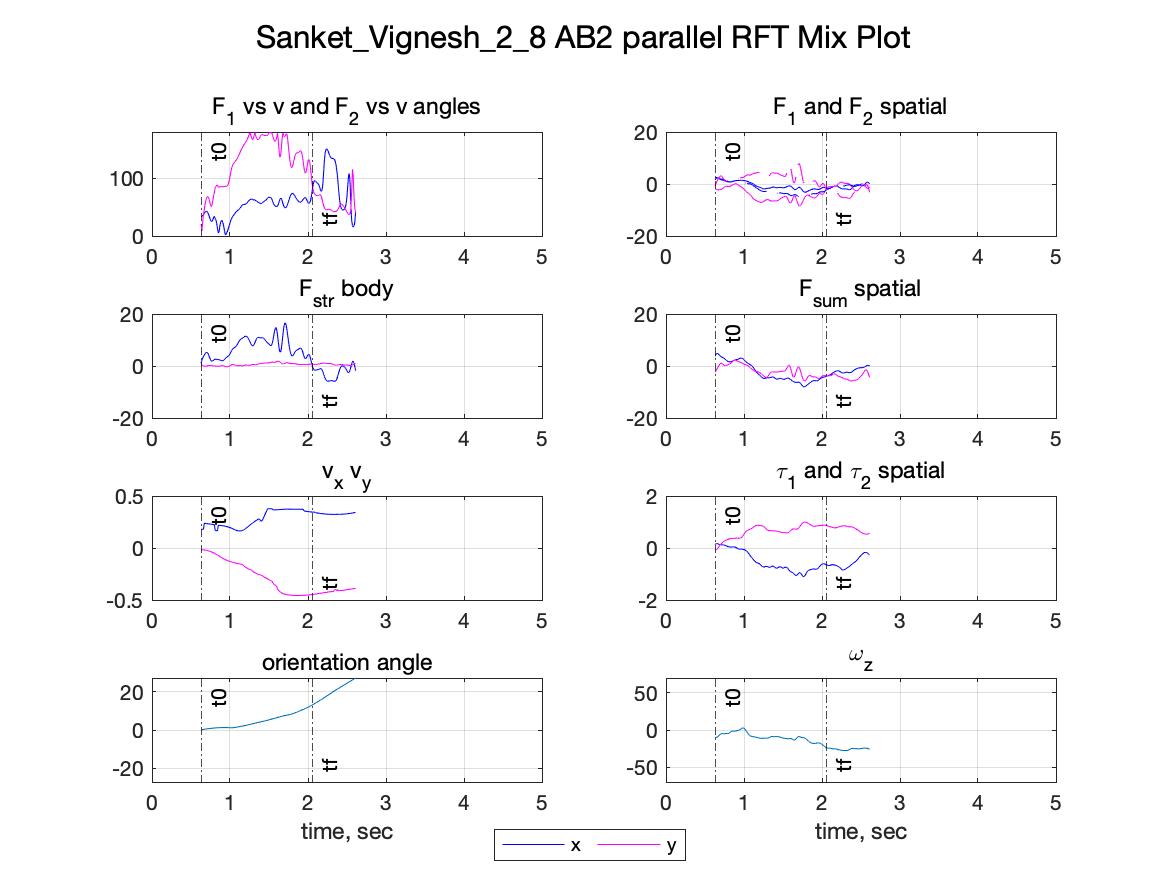 Sanket_Vignesh_2_8 AB2 parallel RFT Mix Plot
F1 vs v and F2 vs v angles
100
0
t0
tf
0 1 2 3 4 5
F1 and F2 spatial
20
0
-20
t0
tf
0 1 2 3 4 5
Fstr body
20
0
-20
t0
tf
0 1 2 3 4 5
Fsum spatial
20
0
-20
t0
tf
0 1 2 3 4 5
vx vy
0.5
0
-0.5
t0
tf
0 1 2 3 4 5
τ1 and τ2 spatial
2
0
-2
t0
tf
0 1 2 3 4 5
orientation angle
20
0
-20
t0
tf
0 1 2 3 4 5
time, sec
ωz
50
0
-50
t0
tf
0 1 2 3 4 5
time, sec
x y